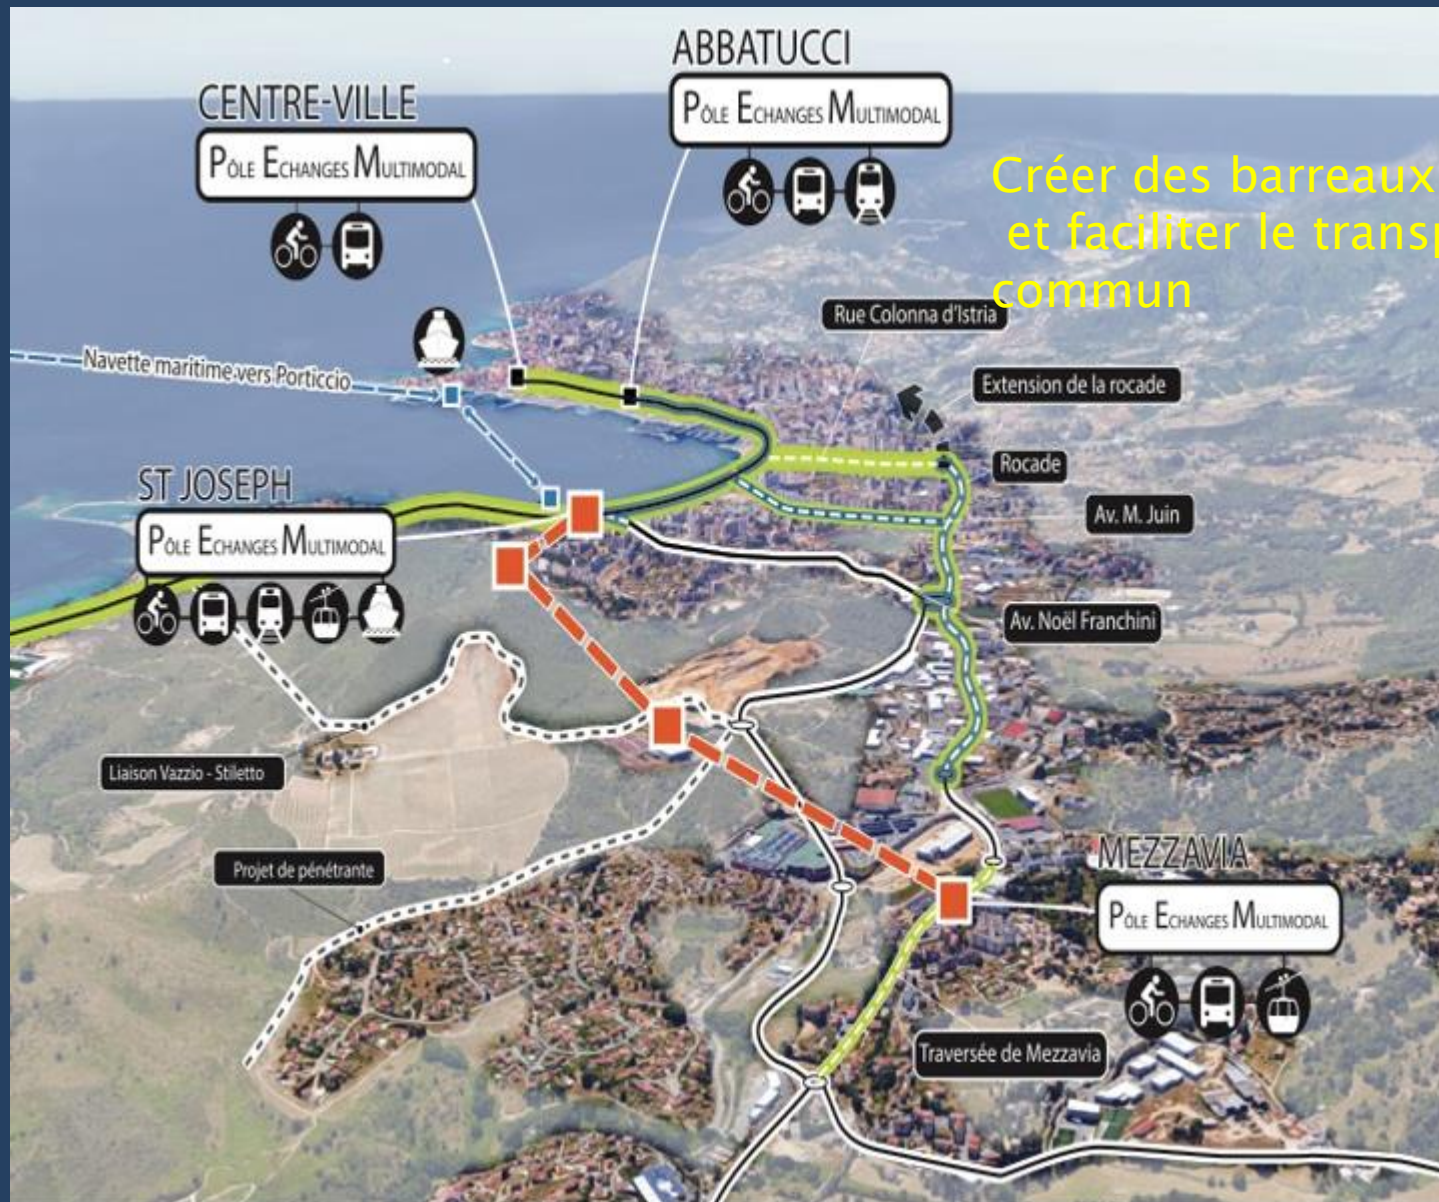 ABBATUCCI
PÔLE ECHANGES MULTIMODAL
CENTRE-VILLE
PÔLE ECHANGES MULTIMODAL
Créer des barreaux
et faciliter le transp
commun
Rue Colonna d'Istria
Navette maritime vers Porticcio
Extension de la rocade
Rocade
ST JOSEPH
PÔLE ECHANGES MULTIMODAL
Av. M. Juin
Av. Noël Franchini
Liaison Vazzio - Stiletto
Projet de pénétrante
MEZZAVIA
PÔLE ECHANGES MULTIMODAL
Traversée de Mezzavia